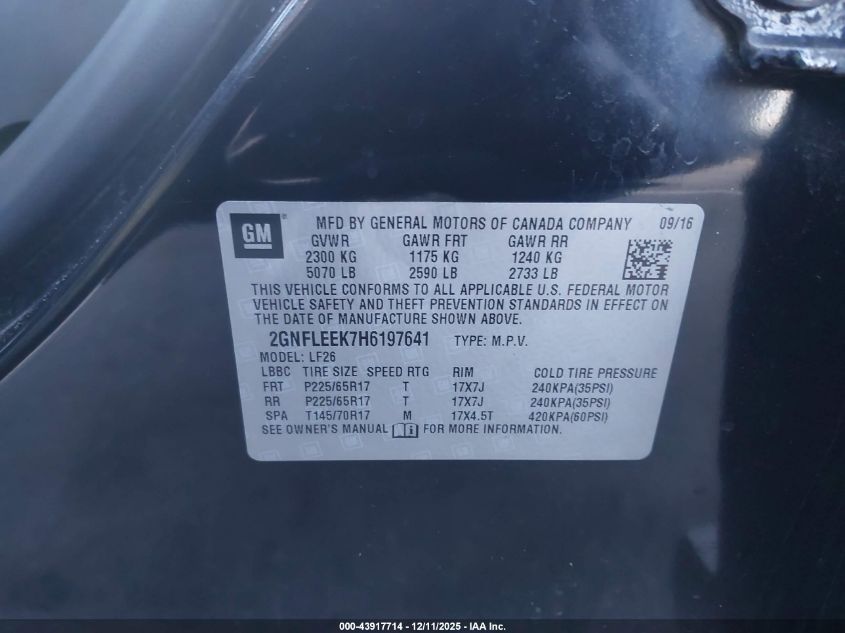 GM ® MFD BY GENERAL MOTORS OF CANADA COMPANY 09/16
GVWR GAWR FRT GAWR RR
2300 KG 1175 KG 1240 KG
5070 LB 2590 LB 2733 LB
THIS VEHICLE CONFORMS TO ALL APPLICABLE U.S. FEDERAL MOTOR
VEHICLE SAFETY AND THEFT PREVENTION STANDARDS IN EFFECT ON
THE DATE OF MANUFACTURE SHOWN ABOVE.
2GNFLEEK7H6197641 TYPE: M.P.V.
MODEL: LF26
LBBC TIRE SIZE SPEED RTG RIM COLD TIRE PRESSURE
FRT P225/65R17 T 17X7J 240KPA(35PSI)
RR P225/65R17 T 17X7J 240KPA(35PSI)
SPA T145/70R17 M 17X4.5T 420KPA(60PSI)
SEE OWNER'S MANUAL FOR MORE INFORMATION.
000-43917714 - 12/11/2025 - IAA Inc.